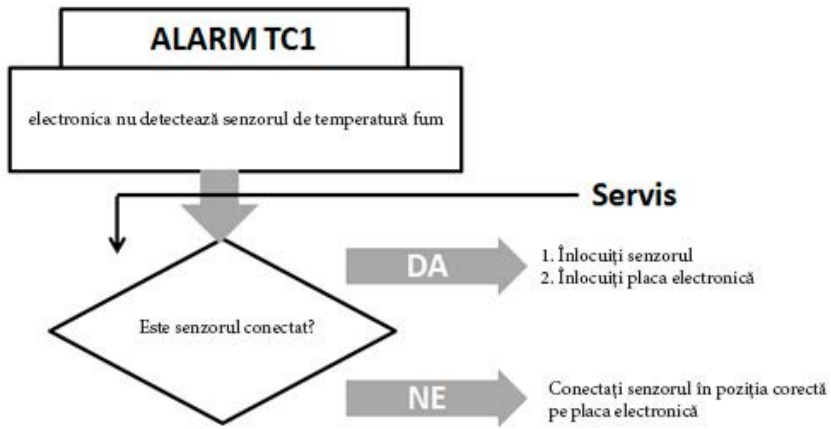 ALARM TC1
electronica nu detectează senzorul de temperatură fum
Servis
DA
1. Înlocuiți senzorul
2. Înlocuiți placa electronică
Este senzorul conectat?
NE
Conectați senzorul în poziția corectă
pe placa electronică